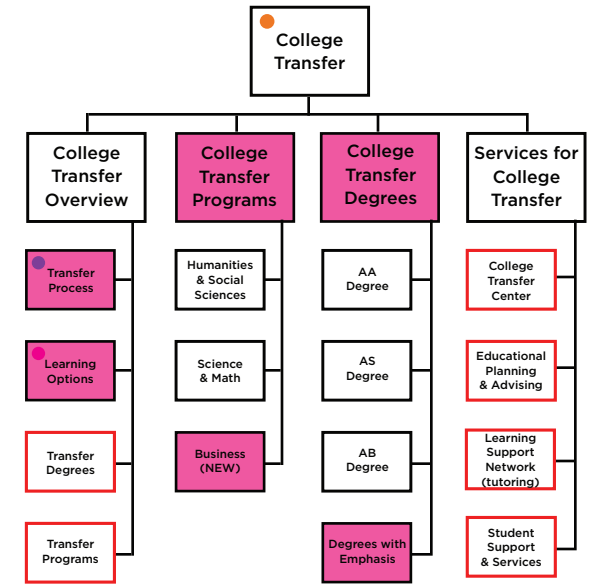 College
Transfer
College
Transfer
Overview
College
Transfer
Programs
College
Transfer
Degrees
Services for
College
Transfer
Transfer
Process
Learning
Options
Transfer
Degrees
Transfer
Programs
Humanities
& Social
Sciences
Science
& Math
Business
(NEW)
AA
Degree
AS
Degree
AB
Degree
Degrees with
Emphasis
College
Transfer
Center
Educational
Planning
& Advising
Learning
Support
Network
(tutoring)
Student
Support
& Services